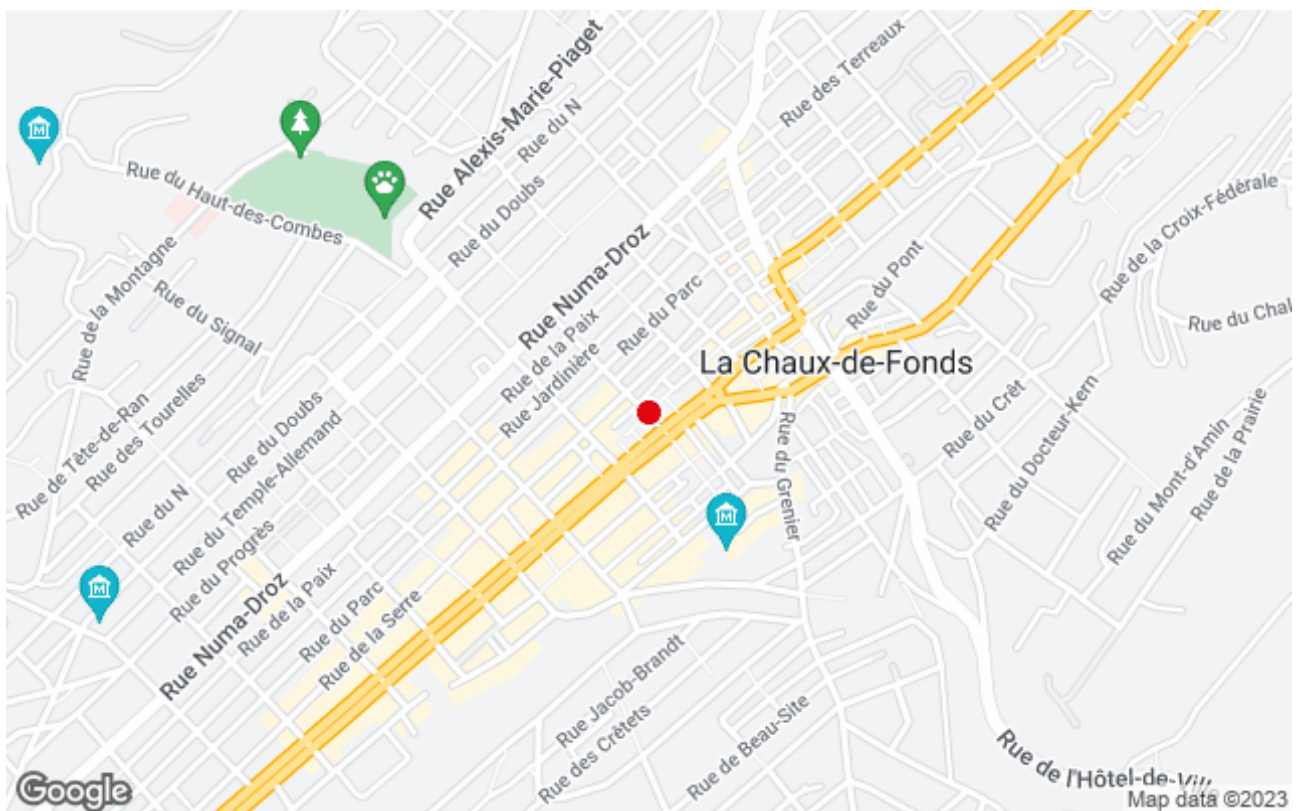 Rue des Terreaux
Rue Alexis-Marie-Piaget
Rue du N
Rue du Haut-des-Combes
Rue du Doubs
Rue de la Croix-Fédérale
Rue de la Montagne
Rue Numa-Droz
Rue du Pont
Rue du Parc
Rue du Signal
Rue de la Paix
Rue du Chal
Rue Jardinière
La Chaux-de-Fonds
Rue de Tête-de-Ran
Rue des Tourelles
Rue du Doubs
Rue du Crêt
Rue du Docteur-Kern
Rue du Mont-d'Amin
Rue de la Prairie
Rue du Grenier
Rue du Temple-Allemand
Rue du N
Rue du Progrès
Rue Numa-Droz
Rue de la Paix
Rue du Parc
Rue de la Serre
Rue Jacob-Brandt
Rue des Crêtets
Rue de Beau-Site
Rue de l'Hôtel-de-Vill
M
M
M
Google
Map data ©2023